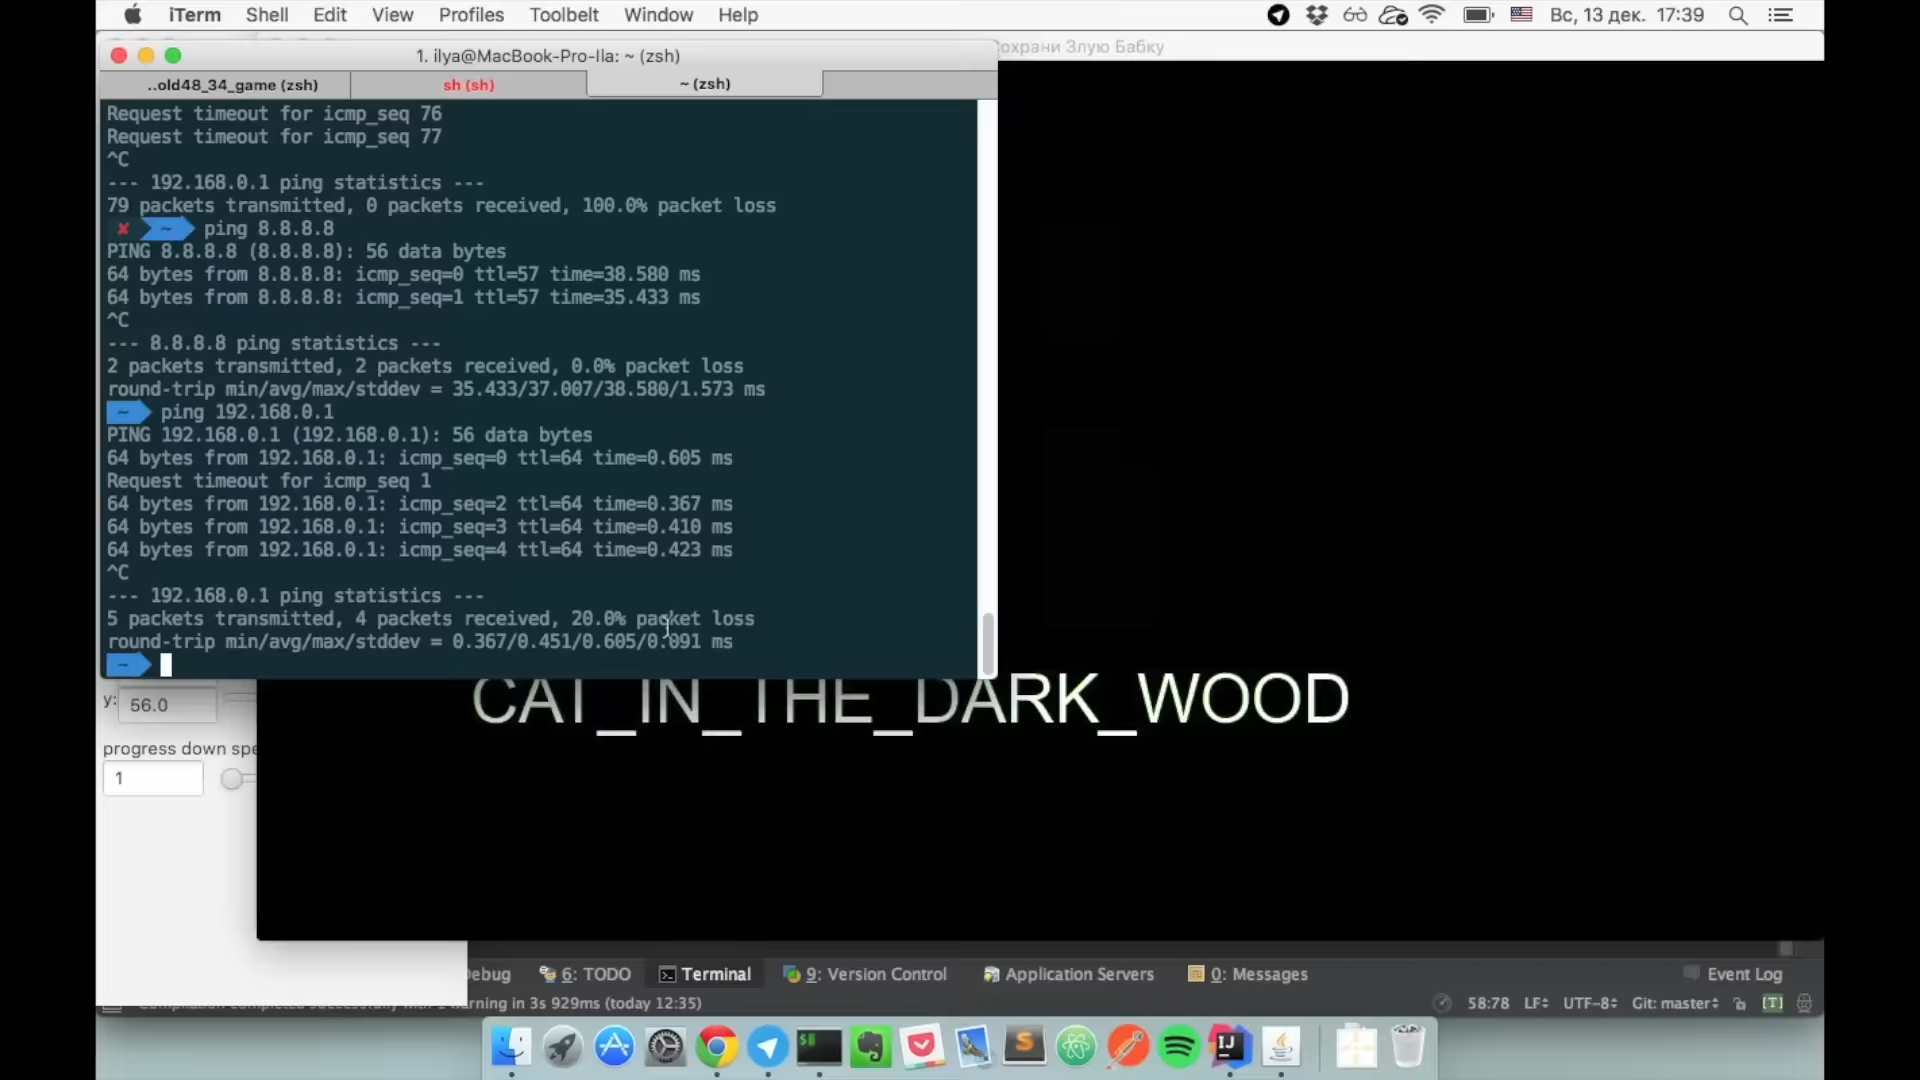 iTerm Shell Edit View Profiles Toolbelt Window Help
Вс, 13 дек. 17:39
охрани Злую Бабку
1. ilya@MacBook-Pro-Ila: ~ (zsh)
..old48_34_game (zsh)
sh (sh)
~ (zsh)
Request timeout for icmp_seq 76
Request timeout for icmp_seq 77
^C
--- 192.168.0.1 ping statistics ---
79 packets transmitted, 0 packets received, 100.0% packet loss
✘ ~ ping 8.8.8.8
PING 8.8.8.8 (8.8.8.8): 56 data bytes
64 bytes from 8.8.8.8: icmp_seq=0 ttl=57 time=38.580 ms
64 bytes from 8.8.8.8: icmp_seq=1 ttl=57 time=35.433 ms
^C
--- 8.8.8.8 ping statistics ---
2 packets transmitted, 2 packets received, 0.0% packet loss
round-trip min/avg/max/stddev = 35.433/37.007/38.580/1.573 ms
~ ping 192.168.0.1
PING 192.168.0.1 (192.168.0.1): 56 data bytes
64 bytes from 192.168.0.1: icmp_seq=0 ttl=64 time=0.605 ms
Request timeout for icmp_seq 1
64 bytes from 192.168.0.1: icmp_seq=2 ttl=64 time=0.367 ms
64 bytes from 192.168.0.1: icmp_seq=3 ttl=64 time=0.410 ms
64 bytes from 192.168.0.1: icmp_seq=4 ttl=64 time=0.423 ms
^C
--- 192.168.0.1 ping statistics ---
5 packets transmitted, 4 packets received, 20.0% packet loss
round-trip min/avg/max/stddev = 0.367/0.451/0.605/0.091 ms
~
CAT_IN_THE_DARK_WOOD
y: 56.0
progress down spe
1
ebug 6: TODO Terminal 9: Version Control Application Servers 0: Messages Event Log
Compilation completed successfully with 1 warning in 3s 929ms (today 12:35)
58:78 LF UTF-8 Git: master [T]